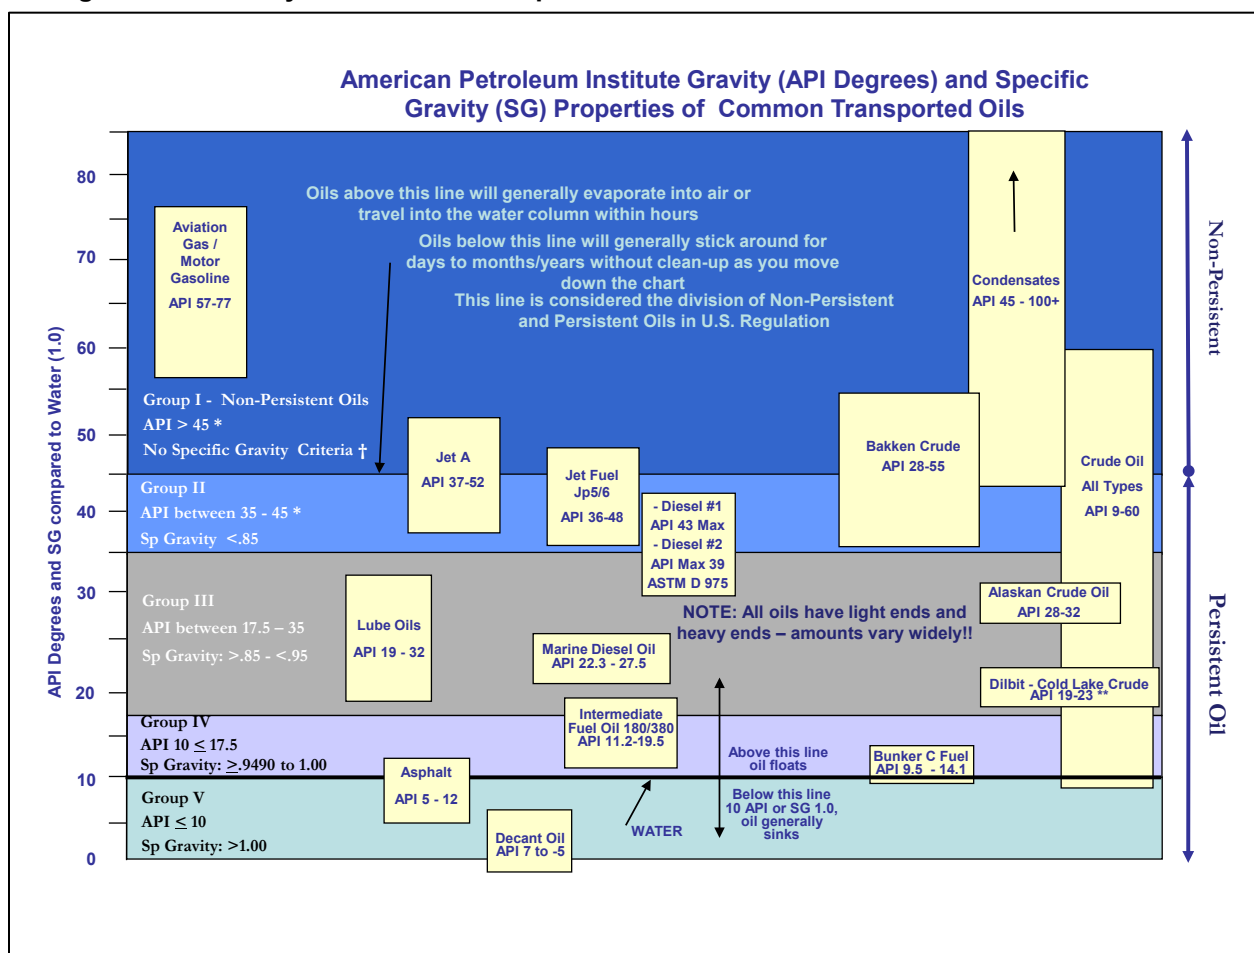 American Petroleum Institute Gravity (API Degrees) and Specific
Gravity (SG) Properties of Common Transported Oils
API Degrees and SG compared to Water (1.0)
80
70
60
50
40
30
20
10
0
Oils above this line will generally evaporate into air or
travel into the water column within hours
Oils below this line will generally stick around for
days to months/years without clean-up as you move
down the chart
This line is considered the division of Non-Persistent
and Persistent Oils in U.S. Regulation
Aviation
Gas /
Motor
Gasoline
API 57-77
Condensates
API 45 - 100+
Non-Persistent
Group I - Non-Persistent Oils
API > 45 *
No Specific Gravity Criteria †
Jet A
API 37-52
Jet Fuel
Jp5/6
API 36-48
Bakken Crude
API 28-55
Crude Oil
All Types
API 9-60
Group II
API between 35 - 45 *
Sp Gravity <.85
- Diesel #1
API 43 Max
- Diesel #2
API Max 39
ASTM D 975
Group III
API between 17.5 – 35
Sp Gravity: >.85 - <.95
Lube Oils
API 19 - 32
NOTE: All oils have light ends and
heavy ends – amounts vary widely!!
Alaskan Crude Oil
API 28-32
Marine Diesel Oil
API 22.3 - 27.5
Dilbit - Cold Lake Crude
API 19-23 **
Persistent Oil
Group IV
API 10 ≤ 17.5
Sp Gravity: ≥.9490 to 1.00
Intermediate
Fuel Oil 180/380
API 11.2-19.5
Above this line
oil floats
Bunker C Fuel
API 9.5 - 14.1
Asphalt
API 5 - 12
Group V
API ≤ 10
Sp Gravity: >1.00
Decant Oil
API 7 to -5
WATER
Below this line
10 API or SG 1.0,
oil generally
sinks